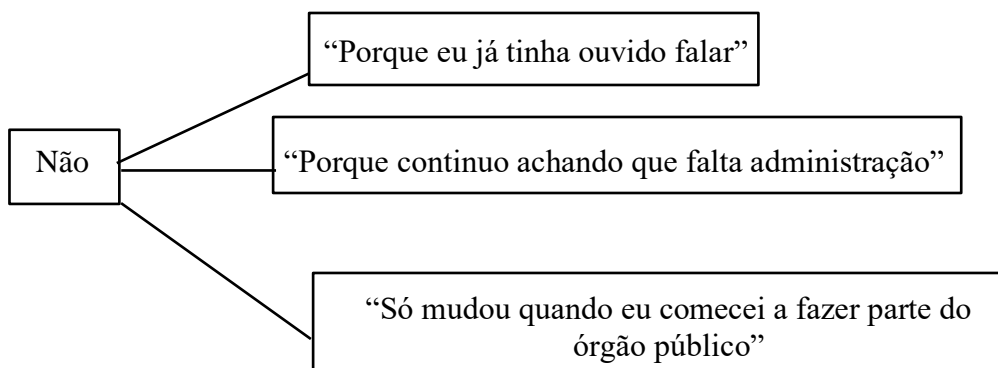 “Porque eu já tinha ouvido falar”
Não
“Porque continuo achando que falta administração”
“Só mudou quando eu comecei a fazer parte do
órgão público”